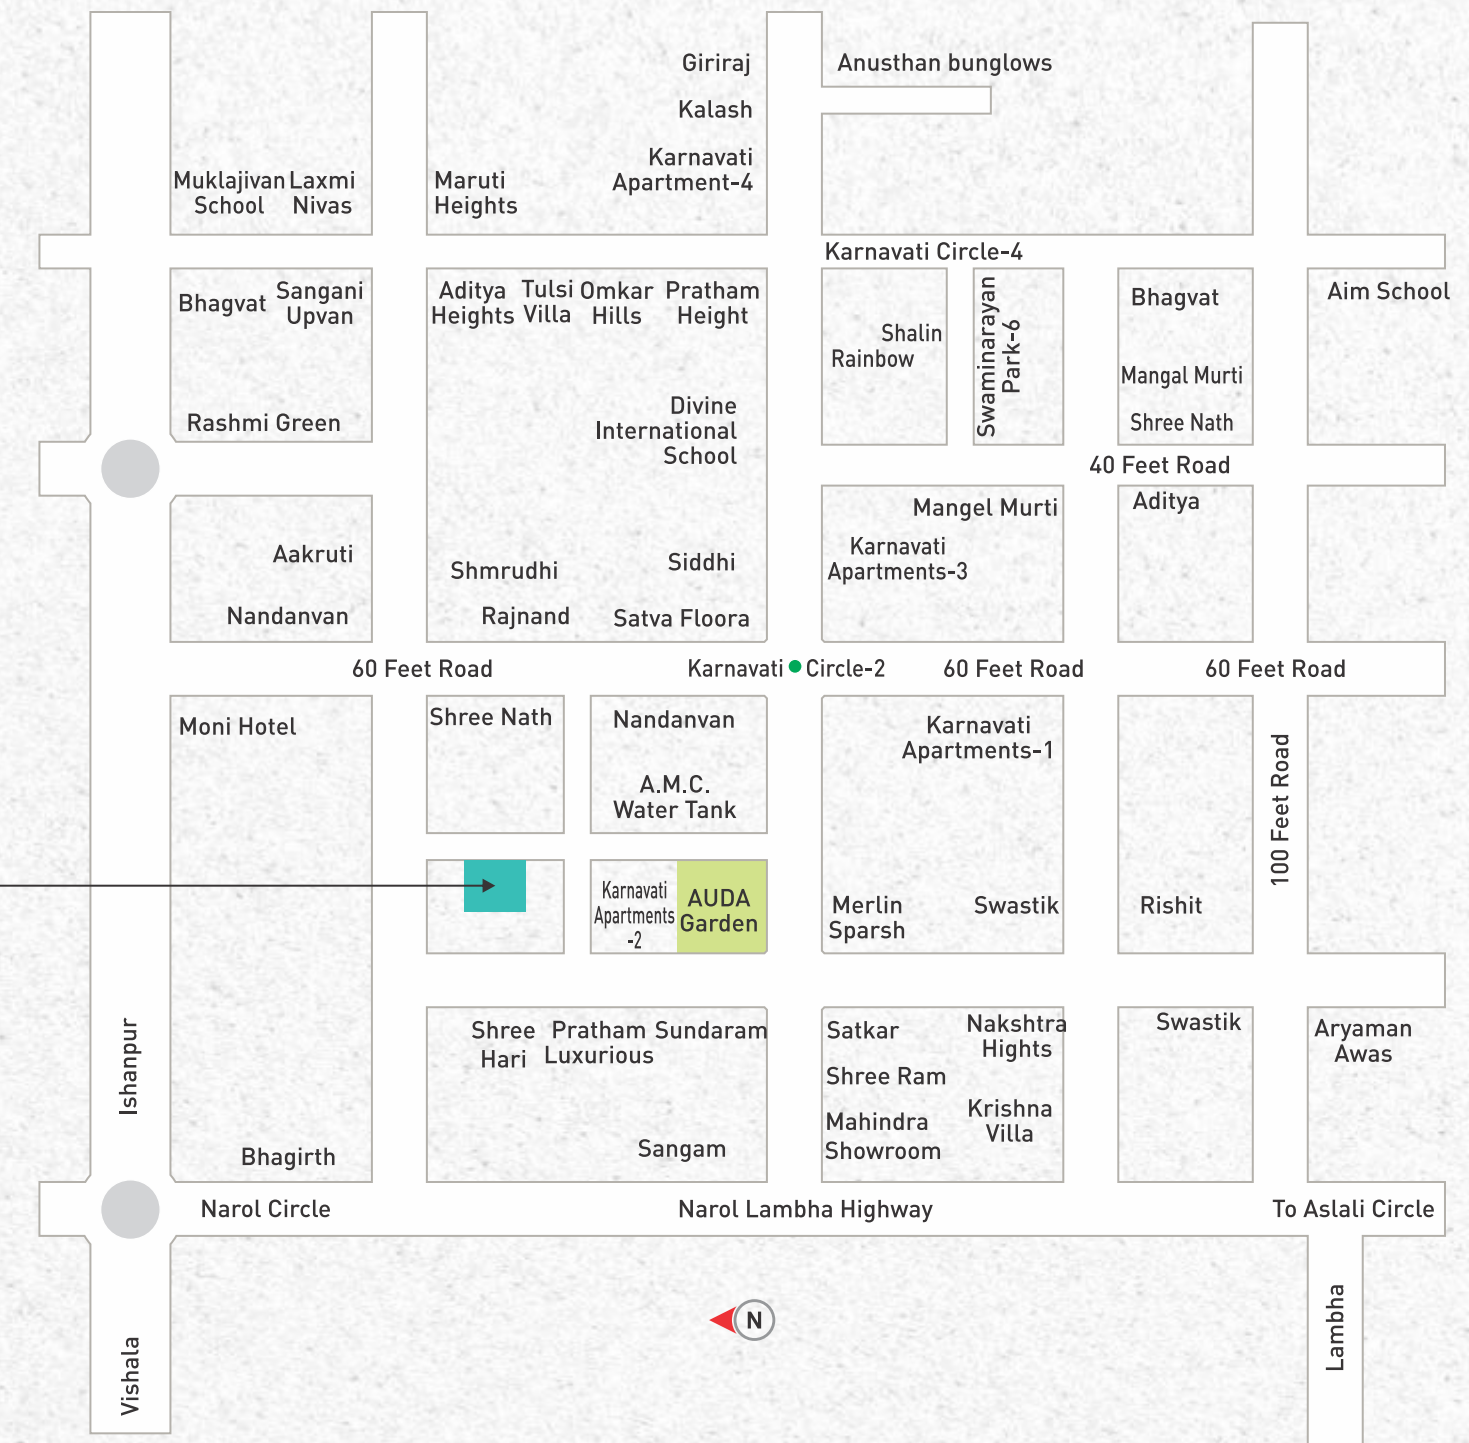 Giriraj
Anusthan bunglows
Kalash
Karnavati
Apartment-4
Muklajivan
School
Laxmi
Nivas
Maruti
Heights
Karnavati Circle-4
Bhagvat
Sangani
Upvan
Aditya
Heights
Tulsi
Villa
Omkar
Hills
Pratham
Height
Shalin
Rainbow
Swaminarayan
Park-6
Bhagvat
Aim School
Mangal Murti
Shree Nath
Rashmi Green
Divine
International
School
40 Feet Road
Mangel Murti
Aditya
Karnavati
Apartments-3
Aakruti
Shmrudhi
Siddhi
Nandanvan
Rajnand
Satva Floora
60 Feet Road
Karnavati Circle-2
60 Feet Road
60 Feet Road
Moni Hotel
Shree Nath
Nandanvan
A.M.C.
Water Tank
Karnavati
Apartments-1
100 Feet Road
Karnavati
Apartments
-2
AUDA
Garden
Merlin
Sparsh
Swastik
Rishit
Ishanpur
Shree
Hari
Pratham
Luxurious
Sundaram
Satkar
Nakshtra
Hights
Swastik
Aryaman
Awas
Shree Ram
Mahindra
Showroom
Krishna
Villa
Bhagirth
Sangam
Narol Circle
Narol Lambha Highway
To Aslali Circle
N
Vishala
Lambha